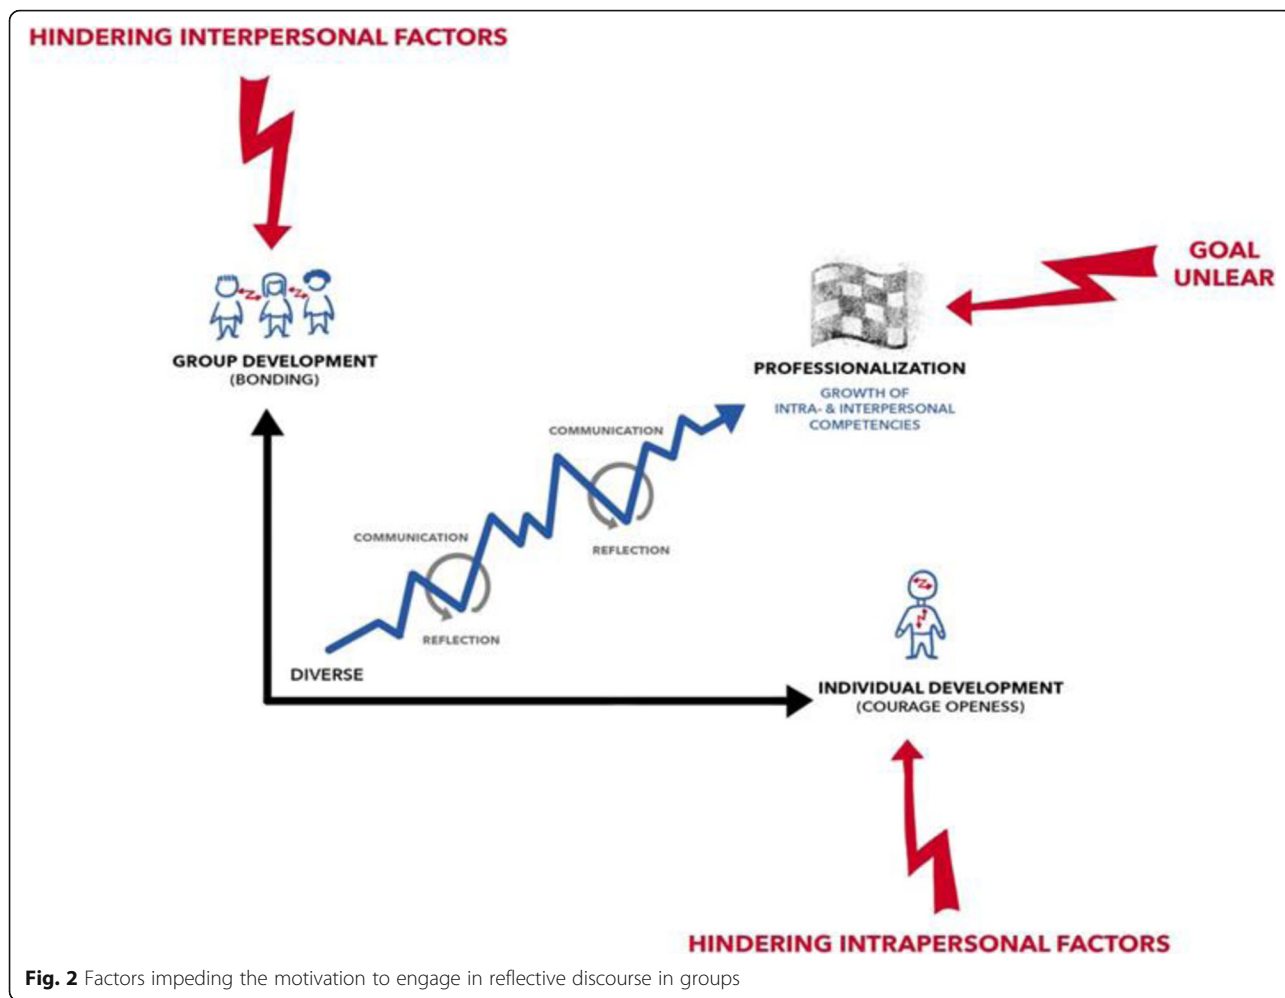 HINDERING INTERPERSONAL FACTORS
GOAL
UNLEAR
GROUP DEVELOPMENT
(BONDING)
PROFESSIONALIZATION
GROWTH OF
INTRA- & INTERPERSONAL
COMPETENCIES
COMMUNICATION
REFLECTION
COMMUNICATION
REFLECTION
DIVERSE
INDIVIDUAL DEVELOPMENT
(COURAGE OPENESS)
HINDERING INTRAPERSONAL FACTORS
Fig. 2 Factors impeding the motivation to engage in reflective discourse in groups